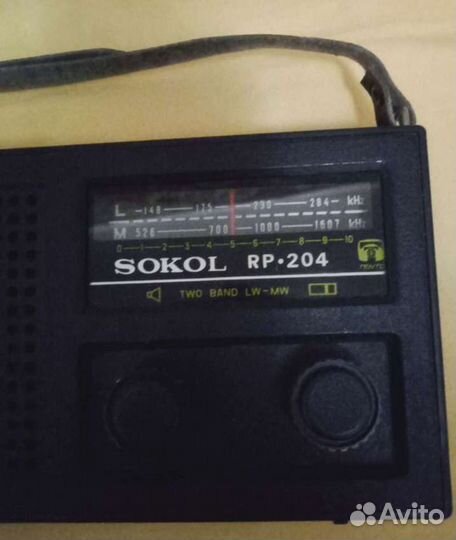 L -148 175 230 284- kHz
M 526 700 1000 1607 kHz
0 1 2 3 4 5 6 7 8 9 10
SOKOL RP·204
TWO BAND LW-MW
Avito